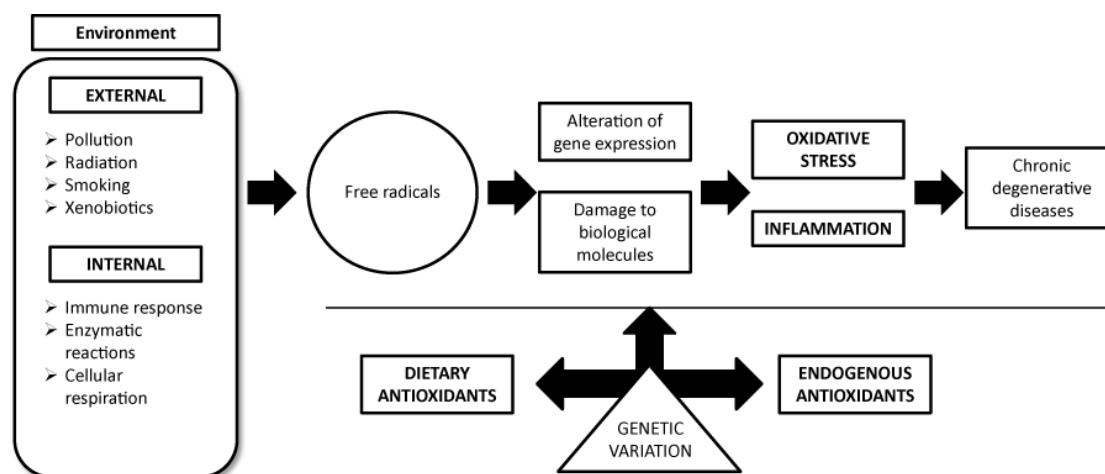 Environment
EXTERNAL
➢ Pollution
➢ Radiation
➢ Smoking
➢ Xenobiotics
INTERNAL
➢ Immune response
➢ Enzymatic
reactions
➢ Cellular
respiration
Free radicals
Alteration of
gene expression
Damage to
biological
molecules
OXIDATIVE
STRESS
INFLAMMATION
Chronic
degenerative
diseases
DIETARY
ANTIOXIDANTS
GENETIC
VARIATION
ENDOGENOUS
ANTIOXIDANTS